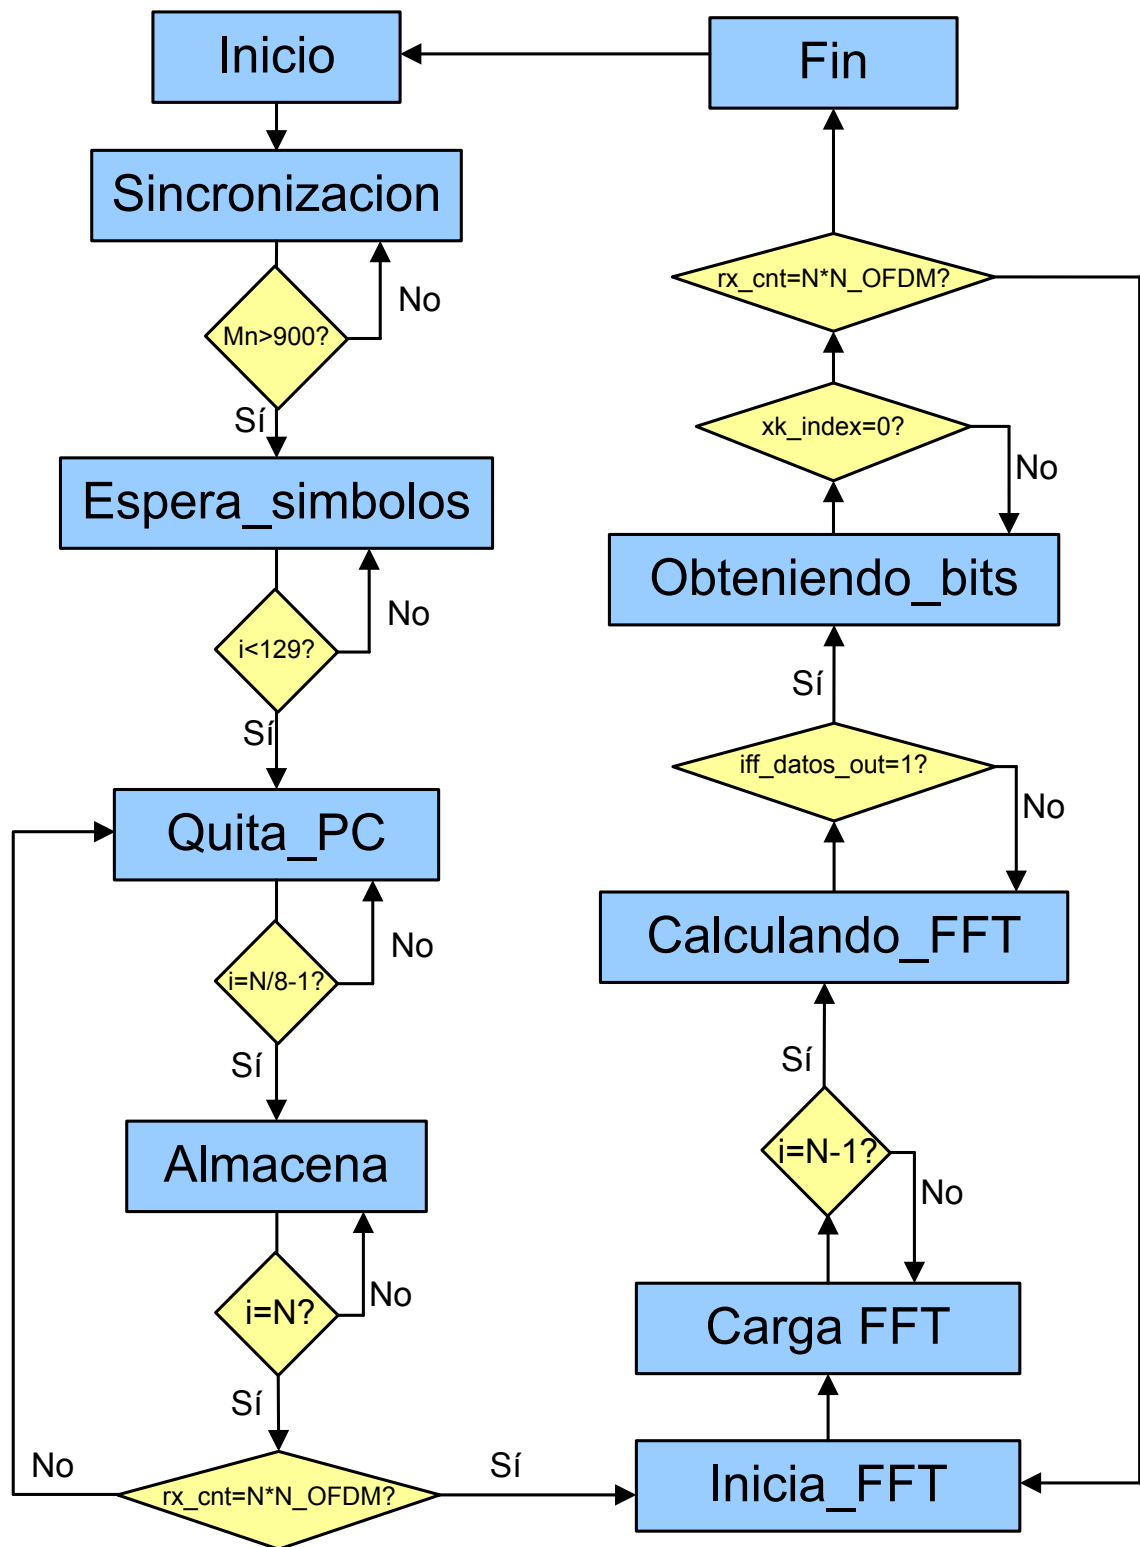 Inicio
Sincronizacion
No
Mn>900?
Sí
Espera_simbolos
No
i<129?
Sí
Quita_PC
No
i=N/8-1?
Sí
Almacena
No
i=N?
Sí
No
rx_cnt=N*N_OFDM?
Sí
Fin
rx_cnt=N*N_OFDM?
xk_index=0?
No
Obteniendo_bits
Sí
iff_datos_out=1?
No
Calculando_FFT
Sí
i=N-1?
No
Carga FFT
Inicia_FFT